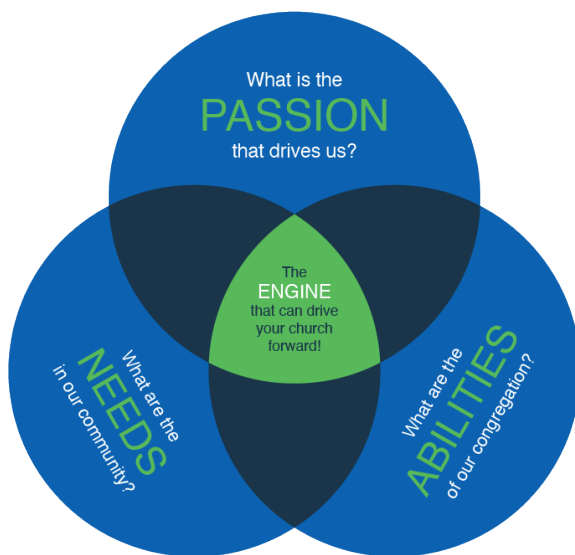 What is the
PASSION
that drives us?
The
ENGINE
that can drive
your church
forward!
What are the
NEEDS
in our community?
What are the
ABILITIES
of our congregation?